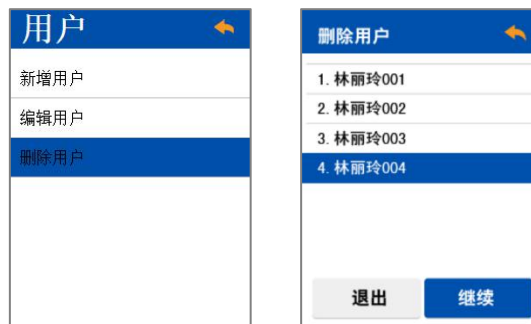 用户
新增用户
编辑用户
删除用户
删除用户
1. 林丽玲001
2. 林丽玲002
3. 林丽玲003
4. 林丽玲004
退出
继续